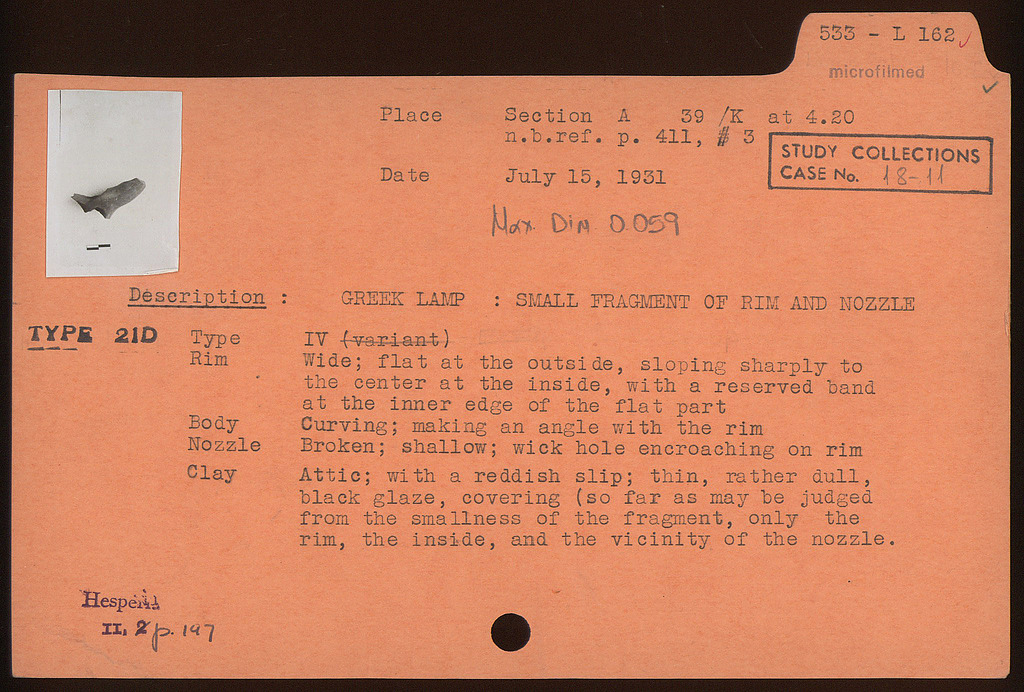 533 - L 162 ✓
microfilmed
✓
Place Section A 39 /K at 4.20
n.b.ref. p. 411, # 3
STUDY COLLECTIONS
CASE No. 18-11
Date July 15, 1931
Max Dim 0.059
Description : GREEK LAMP : SMALL FRAGMENT OF RIM AND NOZZLE
TYPE 21D
Type IV (variant)
Rim Wide; flat at the outside, sloping sharply to
the center at the inside, with a reserved band
at the inner edge of the flat part
Body Curving; making an angle with the rim
Nozzle Broken; shallow; wick hole encroaching on rim
Clay Attic; with a reddish slip; thin, rather dull,
black glaze, covering (so far as may be judged
from the smallness of the fragment, only the
rim, the inside, and the vicinity of the nozzle.
Hesperia
II, 2 p. 197